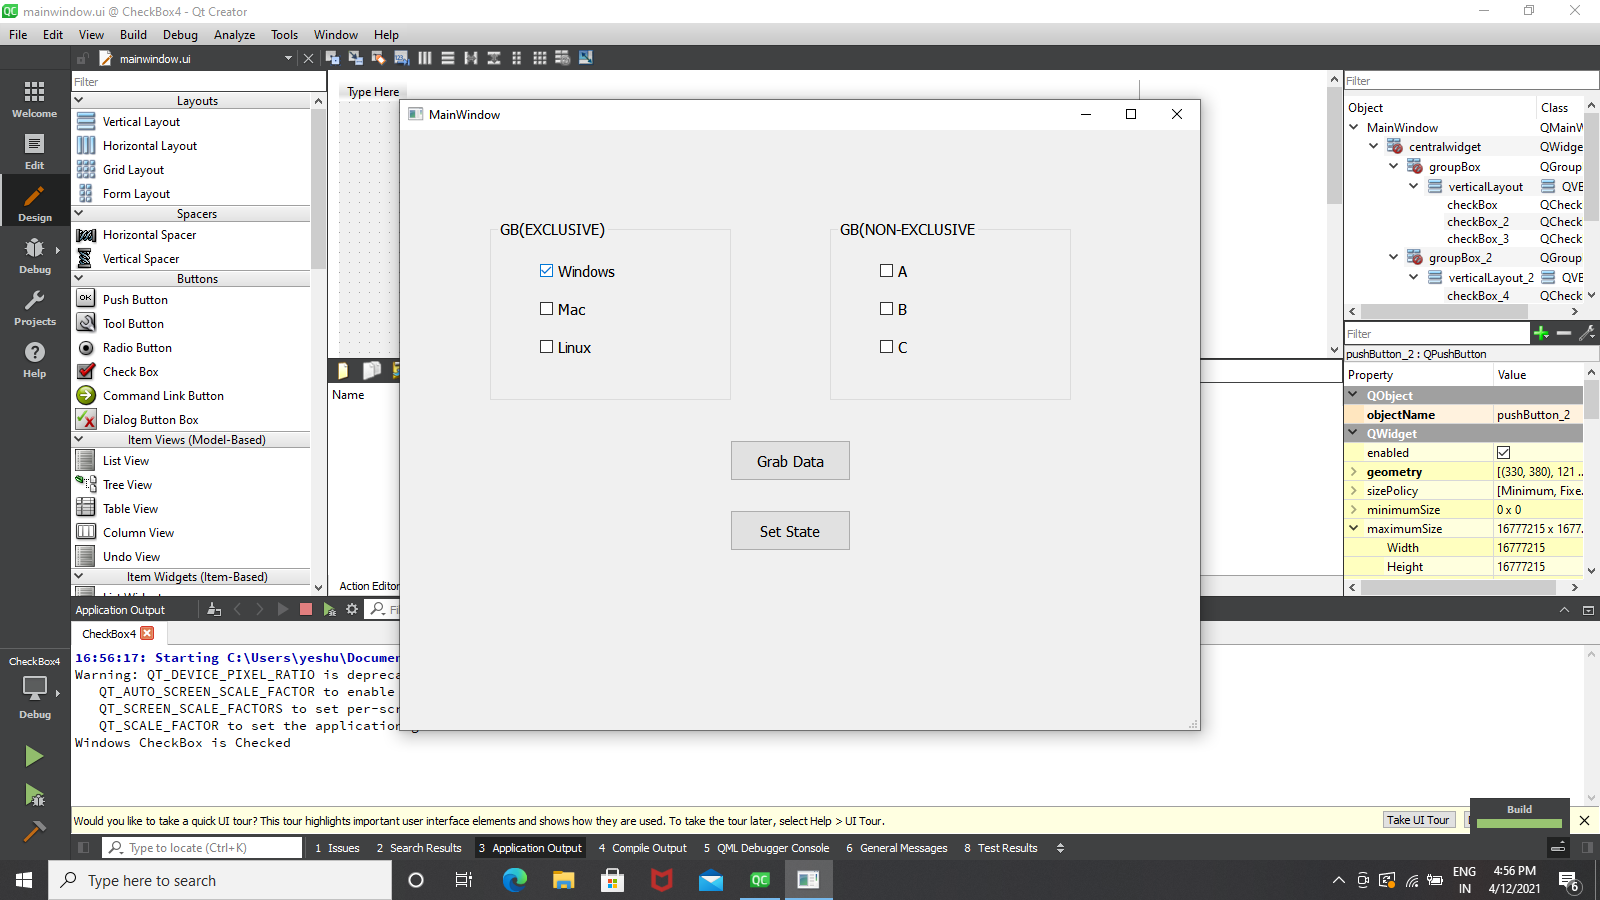 mainwindow.ui @ CheckBox4 - Qt Creator
File Edit View Build Debug Analyze Tools Window Help
mainwindow.ui
Welcome
Edit
Design
Debug
Projects
Help
CheckBox4
Debug
Filter
Layouts
Vertical Layout
Horizontal Layout
Grid Layout
Form Layout
Spacers
Horizontal Spacer
Vertical Spacer
Buttons
Push Button
Tool Button
Radio Button
Check Box
Command Link Button
Dialog Button Box
Item Views (Model-Based)
List View
Tree View
Table View
Column View
Undo View
Item Widgets (Item-Based)
Type Here
Name
Action Editor
MainWindow
GB(EXCLUSIVE)
Windows
Mac
Linux
GB(NON-EXCLUSIVE
A
B
C
Grab Data
Set State
Filter
Object Class
MainWindow QMainW
centralwidget QWidge
groupBox QGroup
verticalLayout QVB
checkBox QCheck
checkBox_2 QCheck
checkBox_3 QCheck
groupBox_2 QGroup
verticalLayout_2 QVB
checkBox_4 QCheck
Filter
pushButton_2 : QPushButton
Property Value
QObject
objectName pushButton_2
QWidget
enabled
geometry [(330, 380), 121 ...
sizePolicy [Minimum, Fixe...
minimumSize 0 x 0
maximumSize 16777215 x 1677...
Width 16777215
Height 16777215
Application Output
CheckBox4
16:56:17: Starting C:\Users\yeshu\Documen
Warning: QT_DEVICE_PIXEL_RATIO is depreca
QT_AUTO_SCREEN_SCALE_FACTOR to enable
QT_SCREEN_SCALE_FACTORS to set per-scr
QT_SCALE_FACTOR to set the application
Windows CheckBox is Checked
Would you like to take a quick UI tour? This tour highlights important user interface elements and shows how they are used. To take the tour later, select Help > UI Tour.
Take UI Tour
Build
Type to locate (Ctrl+K)
1 Issues 2 Search Results 3 Application Output 4 Compile Output 5 QML Debugger Console 6 General Messages 8 Test Results
Type here to search
QC
ENG
IN
4:56 PM
4/12/2021
6